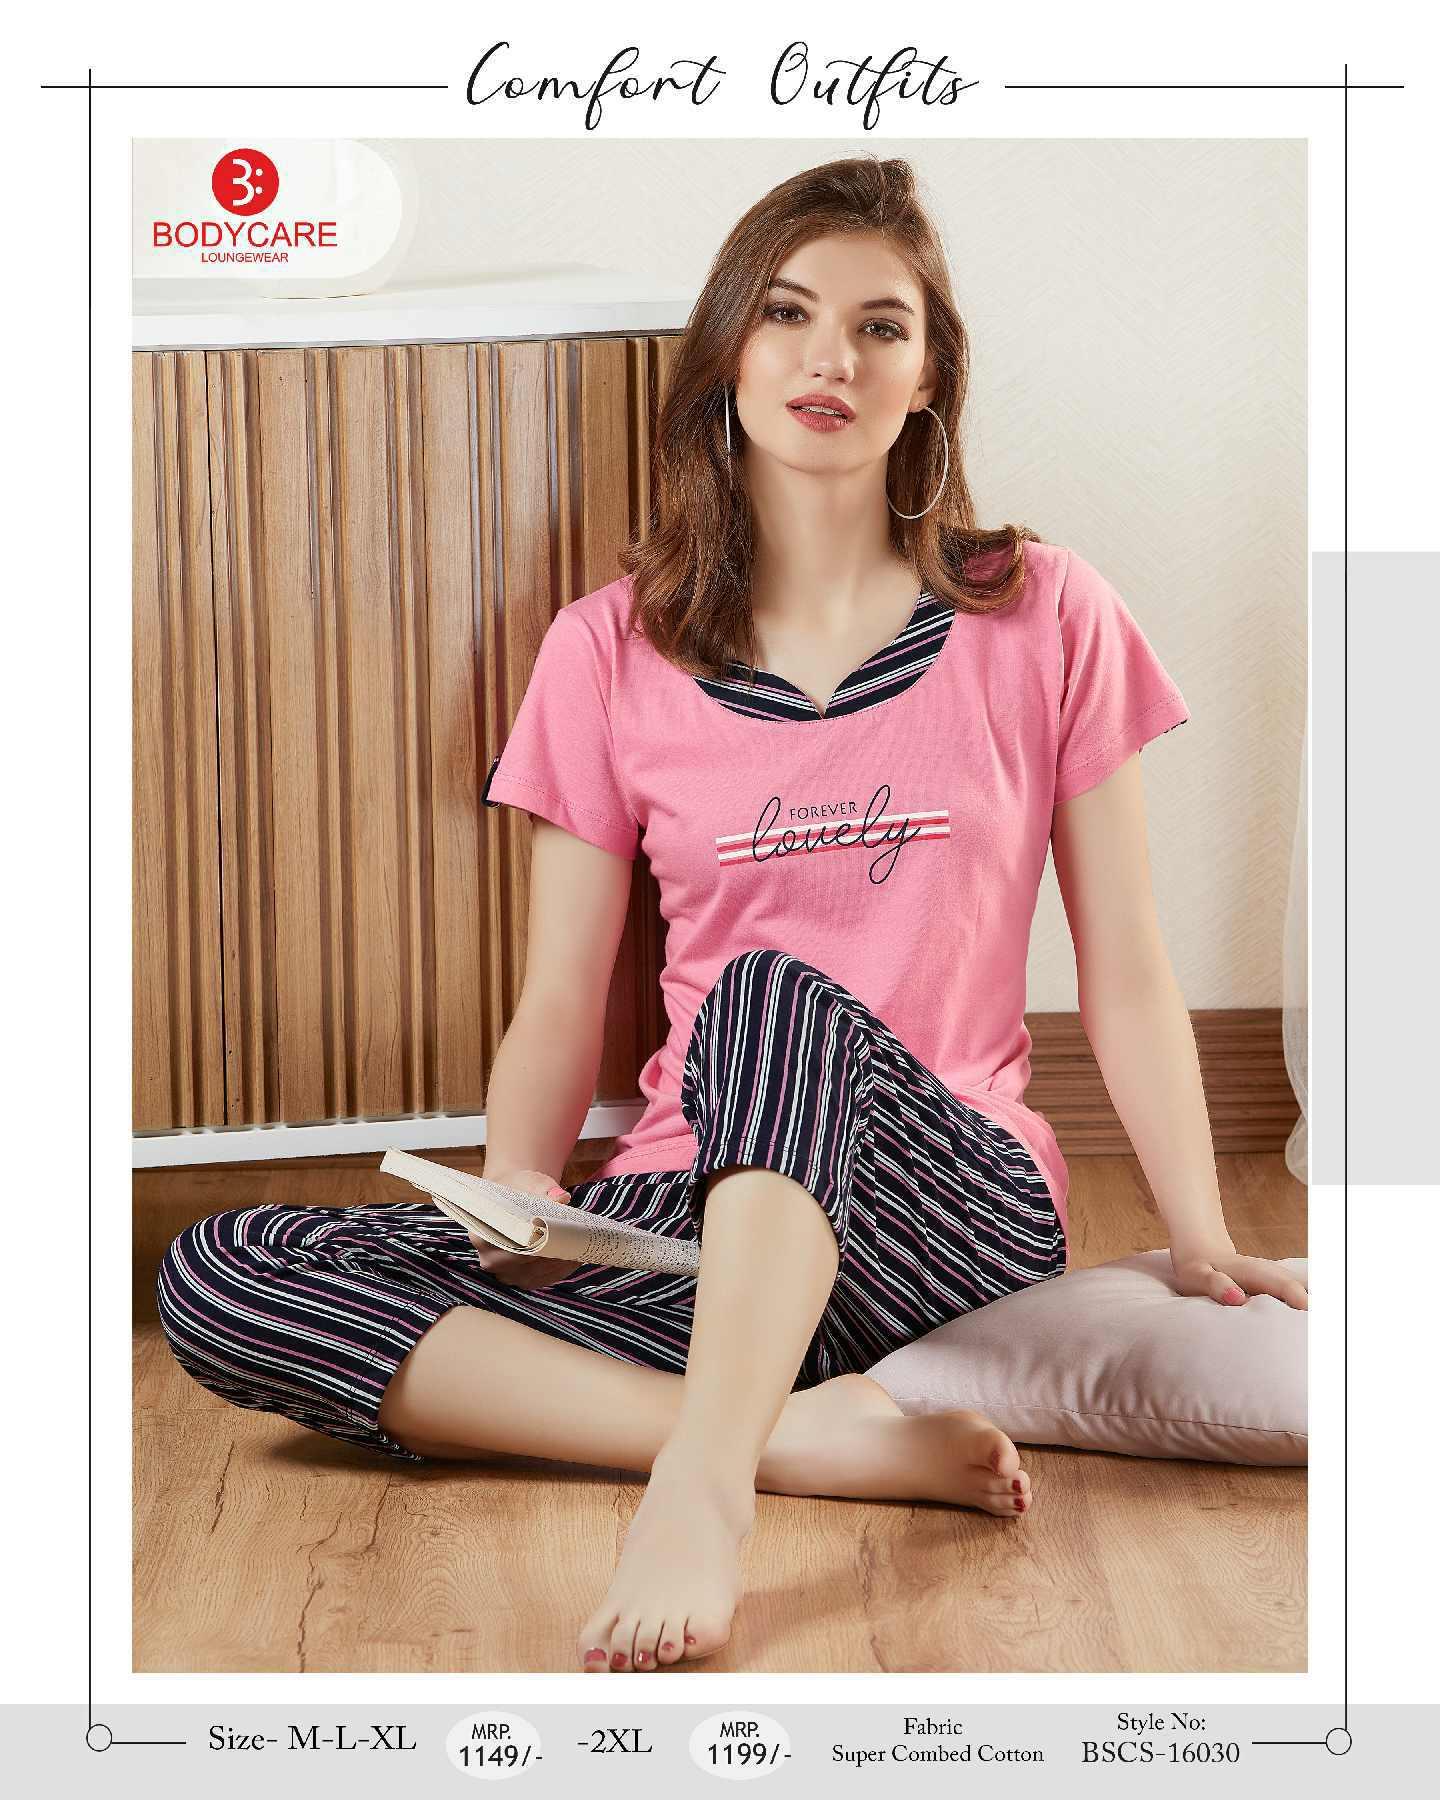 Comfort Outfits
BODYCARE
LOUNGEWEAR
FOREVER
lovely
Size- M-L-XL
MRP.
1149/-
-2XL
MRP.
1199/-
Fabric
Super Combed Cotton
Style No:
BSCS-16030